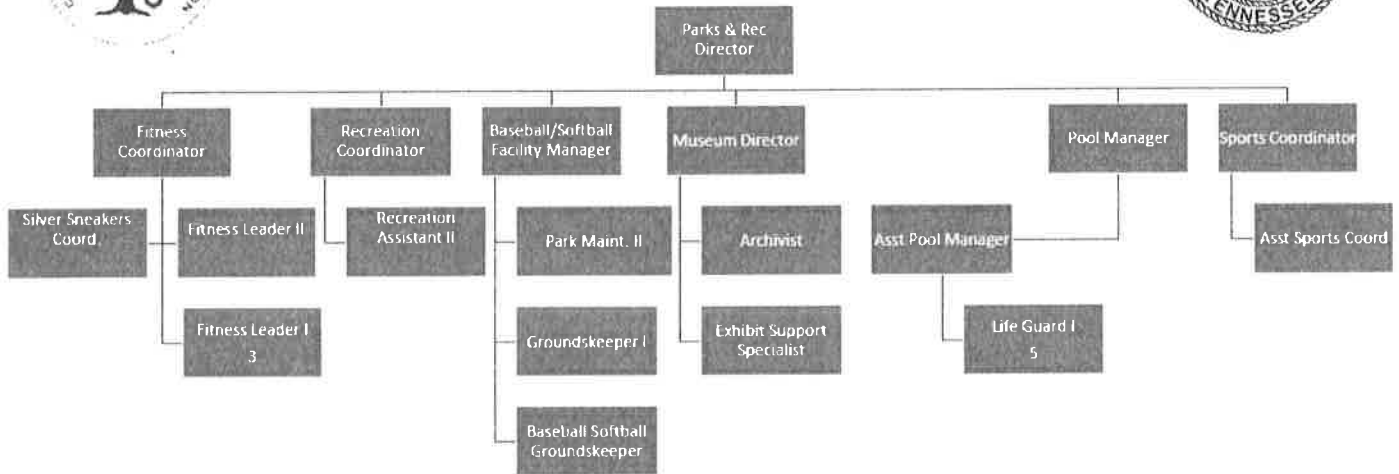 TENNESSEE
Parks & Rec
Director
Fitness
Coordinator
Recreation
Coordinator
Baseball/Softball
Facility Manager
Museum Director
Pool Manager
Sports Coordinator
Silver Sneakers
Coord.
Fitness Leader II
Recreation
Assistant II
Park Maint. II
Archivist
Asst Pool Manager
Asst Sports Coord
Fitness Leader I
3
Groundskeeper I
Exhibit Support
Specialist
Life Guard I
5
Baseball Softball
Groundskeeper